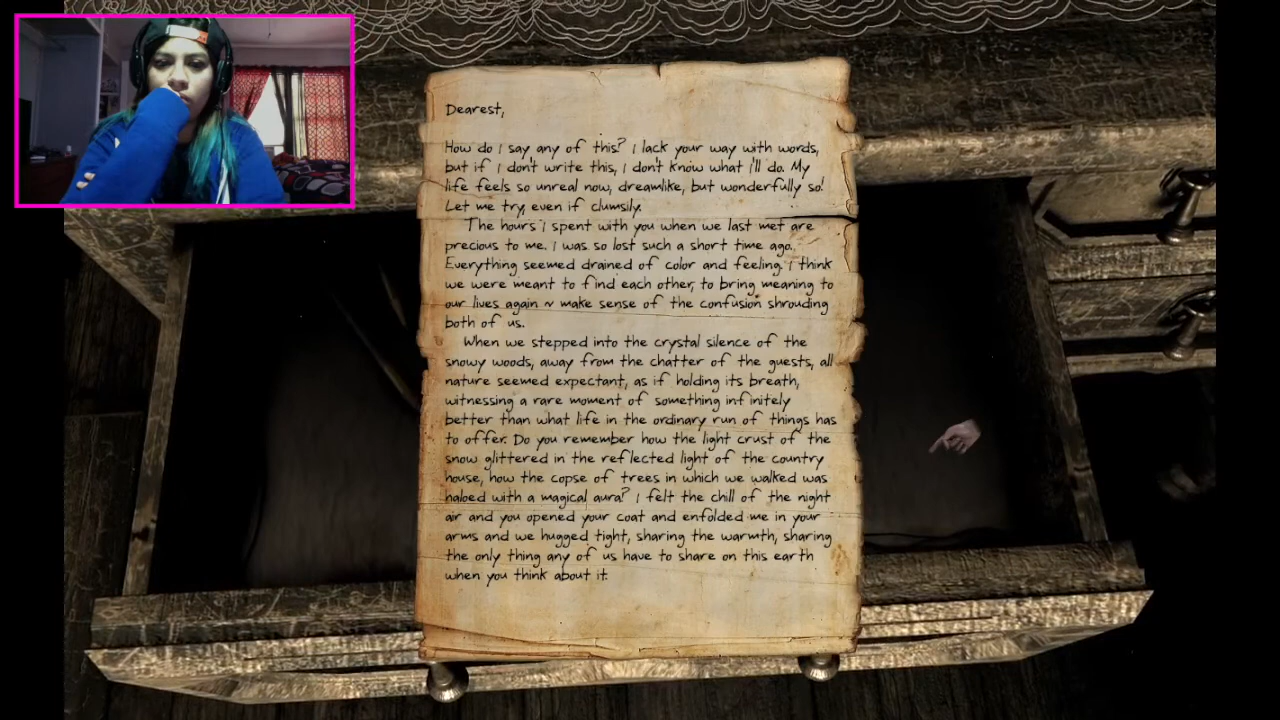 Dearest,
How do I say any of this? I lack your way with words,
but if I don't write this, I don't know what I'll do. My
life feels so unreal now, dreamlike, but wonderfully so!
Let me try, even if clumsily.
The hours I spent with you when we last met are
precious to me. I was so lost such a short time ago.
Everything seemed drained of color and feeling. I think
we were meant to find each other, to bring meaning to
our lives again ~ make sense of the confusion shrouding
both of us.
When we stepped into the crystal silence of the
snowy woods, away from the chatter of the guests, all
nature seemed expectant, as if holding its breath,
witnessing a rare moment of something infinitely
better than what life in the ordinary run of things has
to offer. Do you remember how the light crust of the
snow glittered in the reflected light of the country
house, how the copse of trees in which we walked was
haloed with a magical aura? I felt the chill of the night
air and you opened your coat and enfolded me in your
arms and we hugged tight, sharing the warmth, sharing
the only thing any of us have to share on this earth
when you think about it.